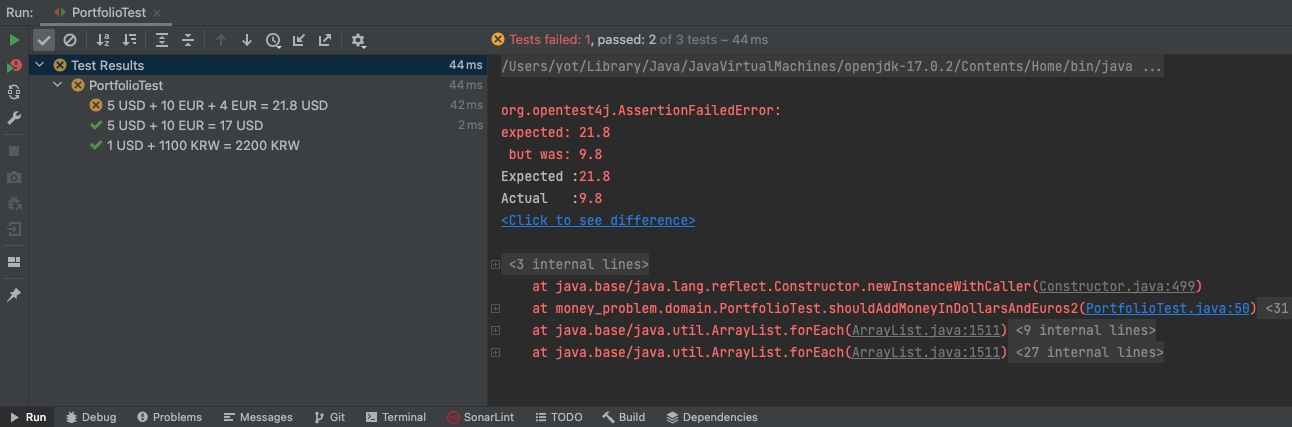 Run: PortfolioTest
Tests failed: 1, passed: 2 of 3 tests – 44 ms
Test Results 44 ms
PortfolioTest 44 ms
5 USD + 10 EUR + 4 EUR = 21.8 USD 42 ms
5 USD + 10 EUR = 17 USD 2 ms
1 USD + 1100 KRW = 2200 KRW
/Users/yot/Library/Java/JavaVirtualMachines/openjdk-17.0.2/Contents/Home/bin/java ...
org.opentest4j.AssertionFailedError:
expected: 21.8
but was: 9.8
Expected :21.8
Actual :9.8
<Click to see difference>
<3 internal lines>
at java.base/java.lang.reflect.Constructor.newInstanceWithCaller(Constructor.java:499)
at money_problem.domain.PortfolioTest.shouldAddMoneyInDollarsAndEuros2(PortfolioTest.java:50) <31
at java.base/java.util.ArrayList.forEach(ArrayList.java:1511) <9 internal lines>
at java.base/java.util.ArrayList.forEach(ArrayList.java:1511) <27 internal lines>
Run Debug Problems Messages Git Terminal SonarLint TODO Build Dependencies